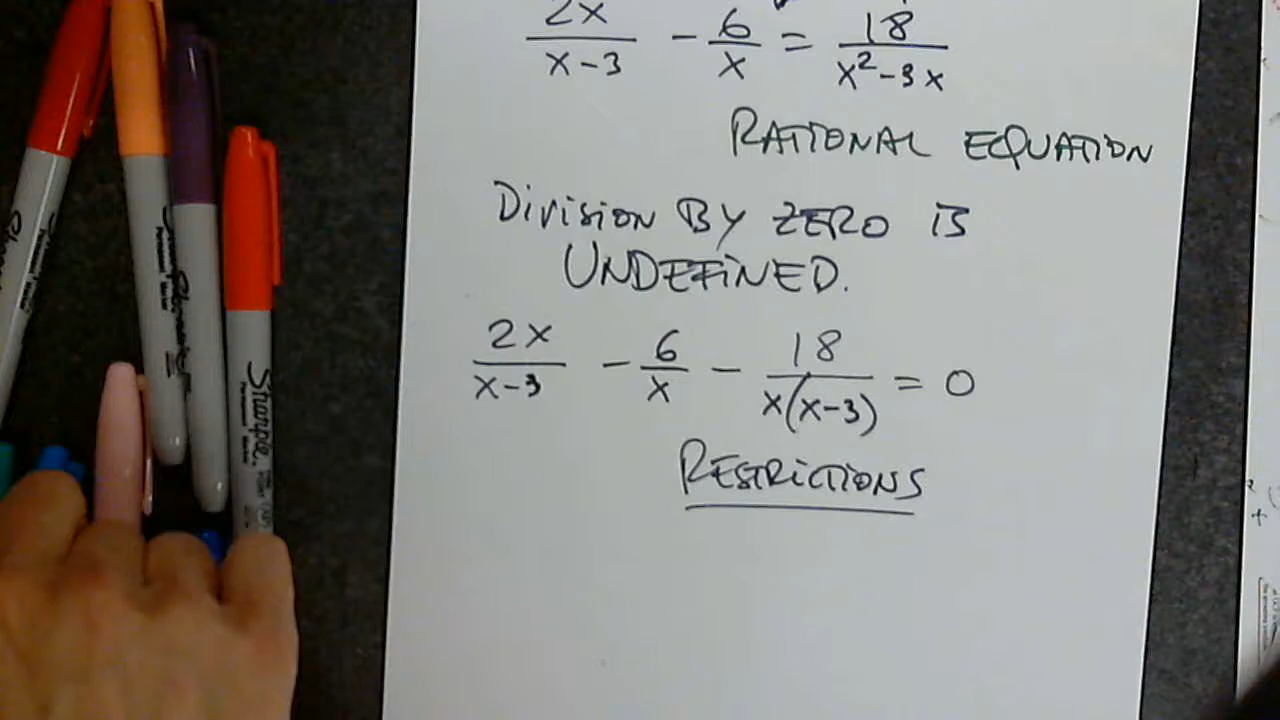 2x/(x-3) - 6/x = 18/(x²-3x)
RATIONAL EQUATION
Division BY ZERO IS
UNDEFINED.
2x/(x-3) - 6/x - 18/(x(x-3)) = 0
RESTRICTIONS
Sharpie